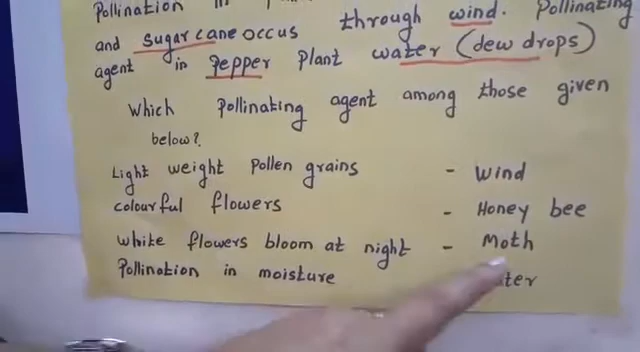 Pollination in
through wind. Pollinating
and sugarcane occus
agent in Pepper Plant water (dew drops)
Which Pollinating agent among those given
below?
Light weight Pollen grains - Wind
colourful flowers - Honey bee
white flowers bloom at night - Moth
Pollination in moisture